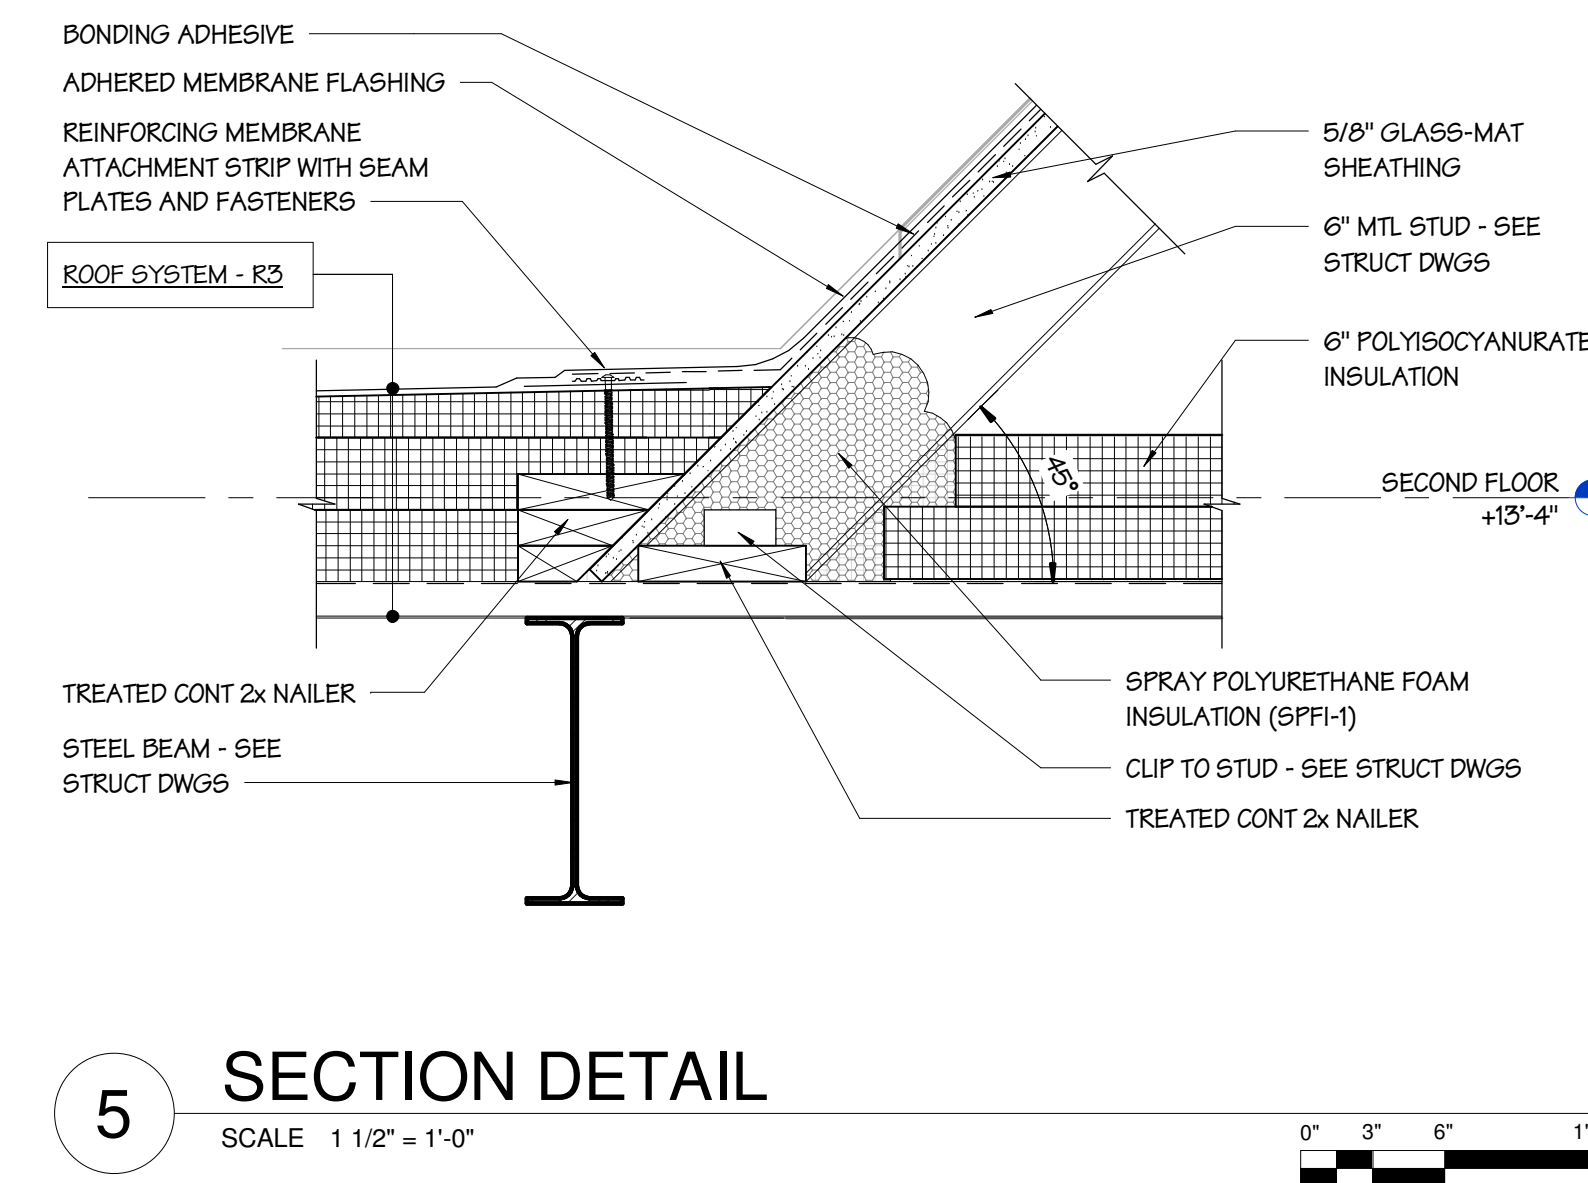 BONDING ADHESIVE
ADHERED MEMBRANE FLASHING
REINFORCING MEMBRANE
ATTACHMENT STRIP WITH SEAM
PLATES AND FASTENERS
ROOF SYSTEM - R3
TREATED CONT 2x NAILER
STEEL BEAM - SEE
STRUCT DWGS
5/8" GLASS-MAT
SHEATHING
6" MTL STUD - SEE
STRUCT DWGS
6" POLYISOCYANURATE
INSULATION
45°
SECOND FLOOR
+13'-4"
SPRAY POLYURETHANE FOAM
INSULATION (SPFI-1)
CLIP TO STUD - SEE STRUCT DWGS
TREATED CONT 2x NAILER
5
SECTION DETAIL
SCALE 1 1/2" = 1'-0"
0" 3" 6" 1'